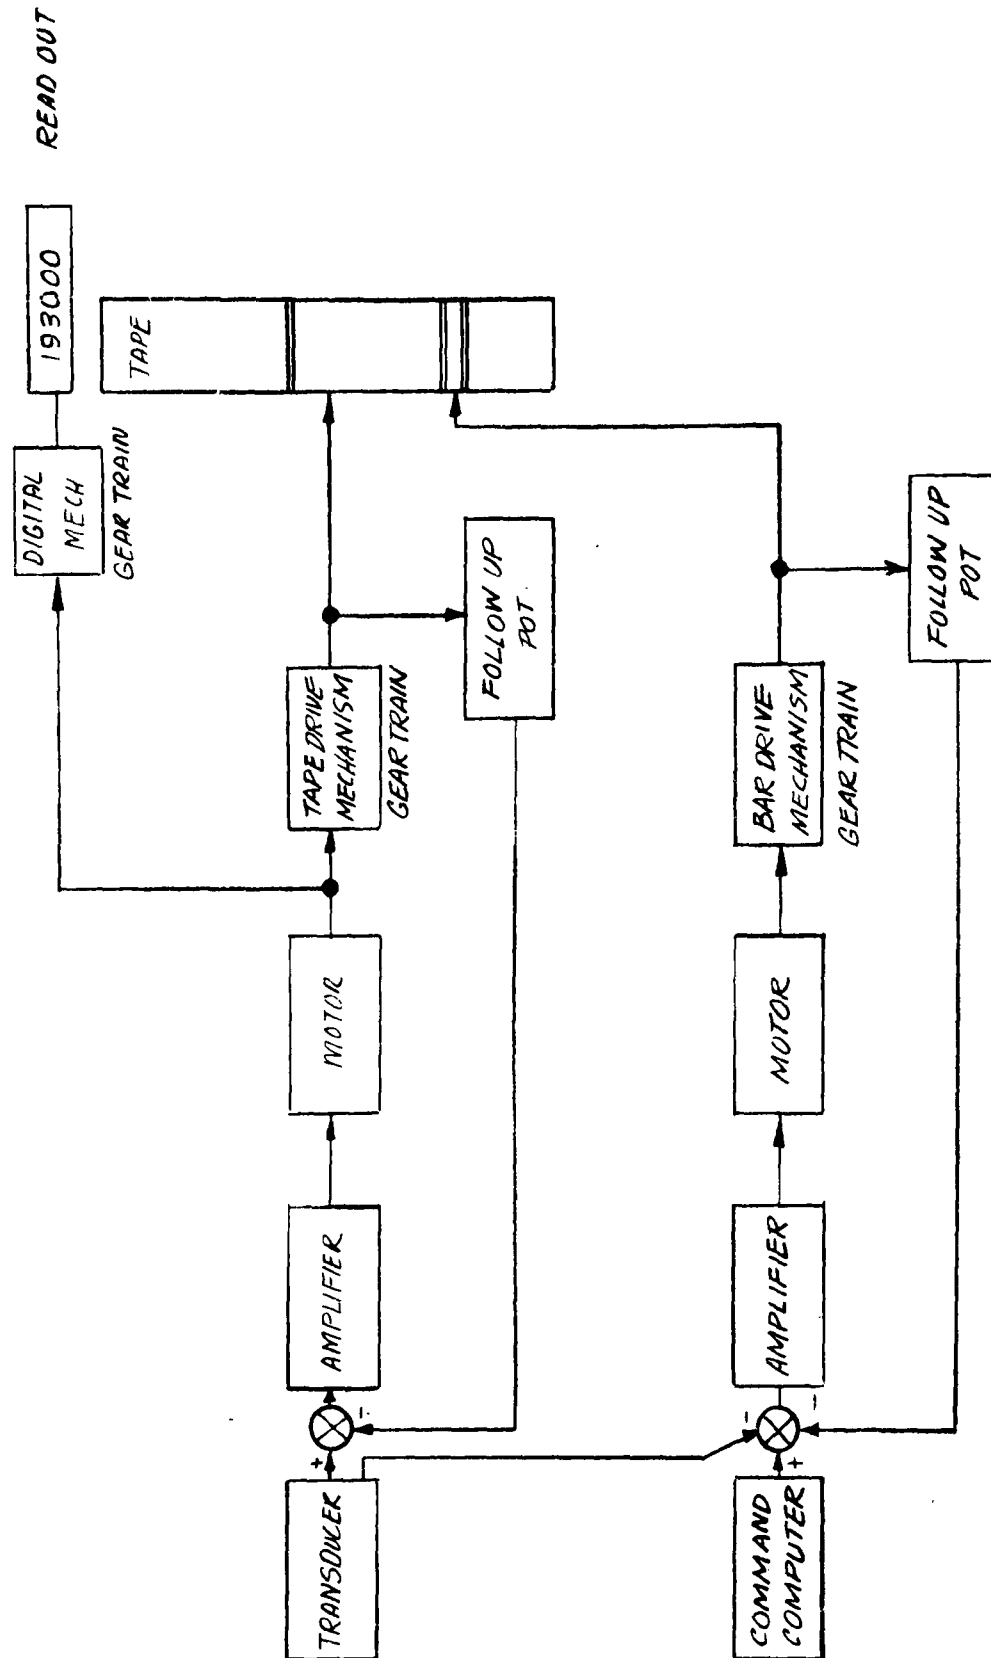 READ OUT
193000
DIGITAL
MECH
GEAR TRAIN
TAPE
TRANSDUCER
+
-
AMPLIFIER
MOTOR
TAPE DRIVE
MECHANISM
GEAR TRAIN
FOLLOW UP
POT.
COMMAND
COMPUTER
+
-
-
AMPLIFIER
MOTOR
BAR DRIVE
MECHANISM
GEAR TRAIN
FOLLOW UP
POT